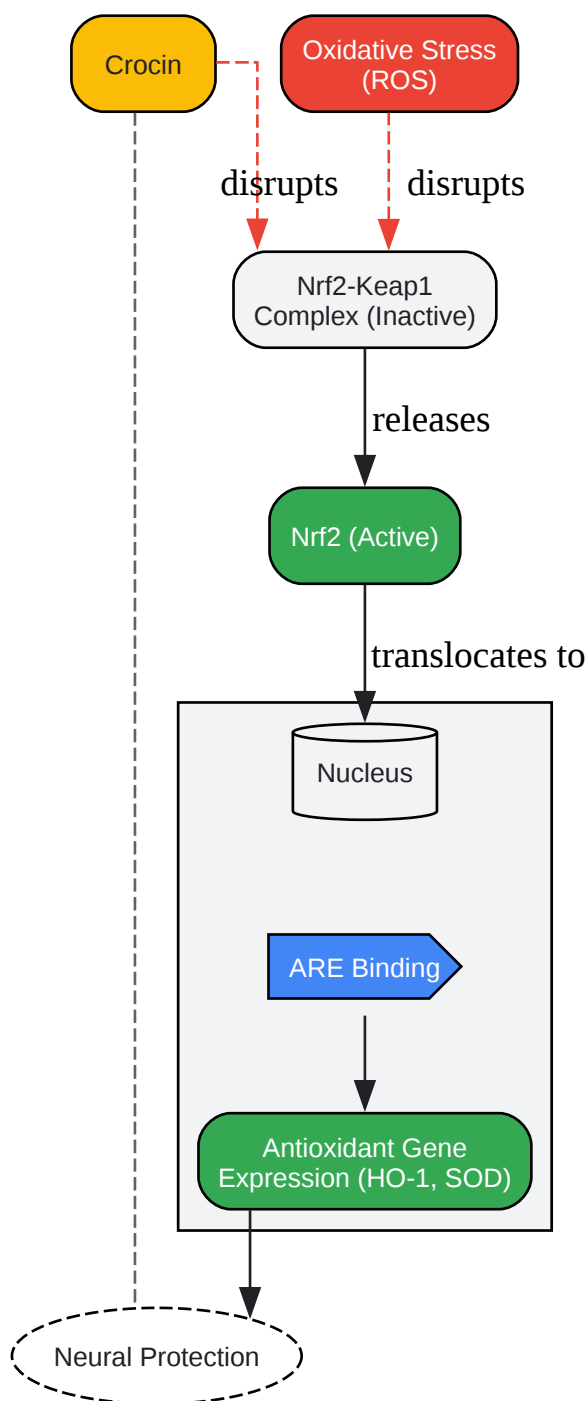 Crocin
Oxidative Stress
(ROS)
disrupts
disrupts
Nrf2-Keap1
Complex (Inactive)
releases
Nrf2 (Active)
translocates to
Nucleus
ARE Binding
Antioxidant Gene
Expression (HO-1, SOD)
Neural Protection